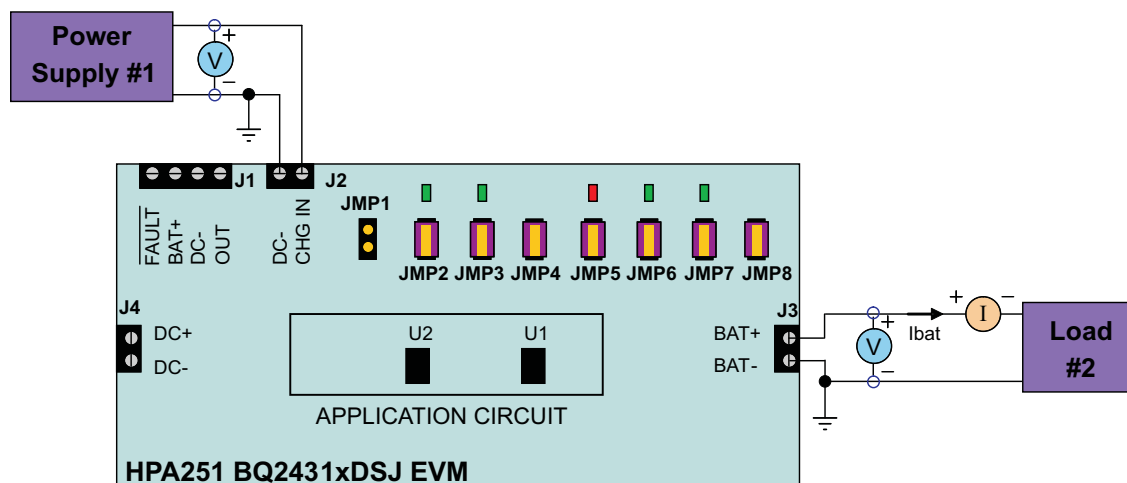 Power
Supply #1
+
V
−
J1
J2
FAULT
BAT+
DC-
OUT
DC-
CHG IN
JMP1
JMP2
JMP3
JMP4
JMP5
JMP6
JMP7
JMP8
J4
DC+
DC-
U2
U1
APPLICATION CIRCUIT
J3
BAT+
BAT-
+
V
−
Ibat
+
I
−
Load
#2
HPA251 BQ2431xDSJ EVM